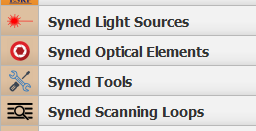 Syned Light Sources
Syned Optical Elements
Syned Tools
Syned Scanning Loops